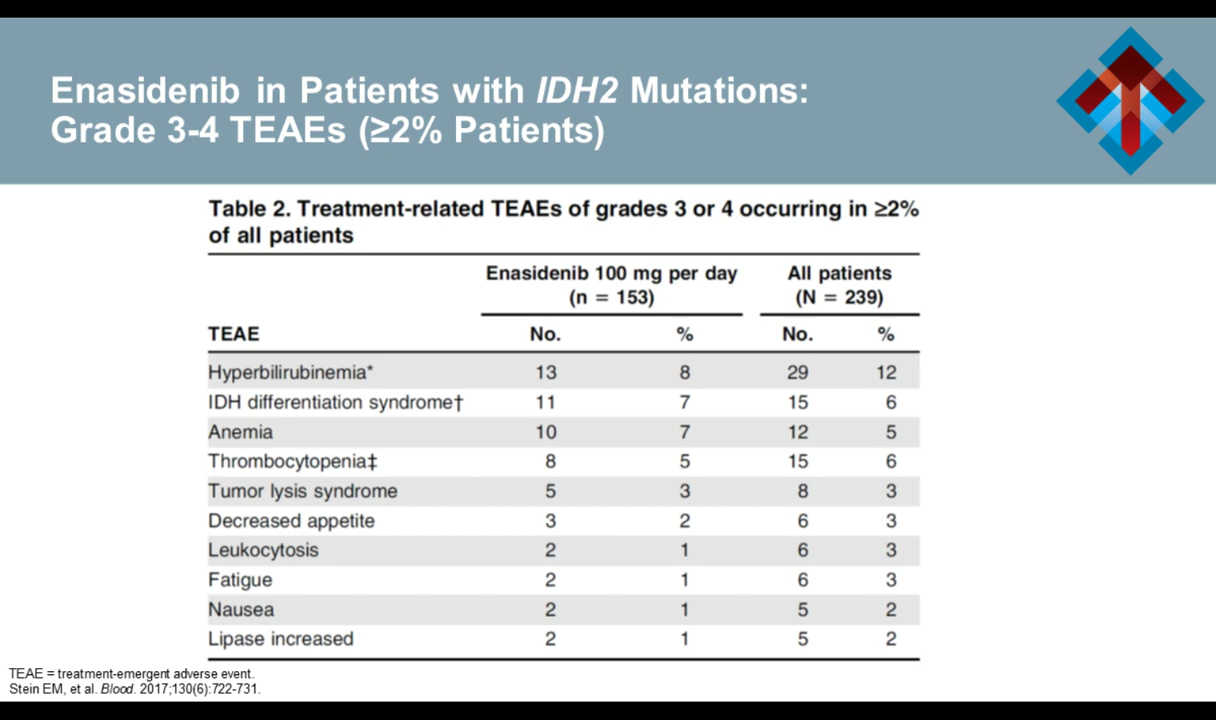 Enasidenib in Patients with IDH2 Mutations:
Grade 3-4 TEAEs (≥2% Patients)
Table 2. Treatment-related TEAEs of grades 3 or 4 occurring in ≥2%
of all patients
Enasidenib 100 mg per day All patients
(n = 153) (N = 239)
TEAE No. % No. %
Hyperbilirubinemia* 13 8 29 12
IDH differentiation syndrome† 11 7 15 6
Anemia 10 7 12 5
Thrombocytopenia‡ 8 5 15 6
Tumor lysis syndrome 5 3 8 3
Decreased appetite 3 2 6 3
Leukocytosis 2 1 6 3
Fatigue 2 1 6 3
Nausea 2 1 5 2
Lipase increased 2 1 5 2
TEAE = treatment-emergent adverse event.
Stein EM, et al. Blood. 2017;130(6):722-731.